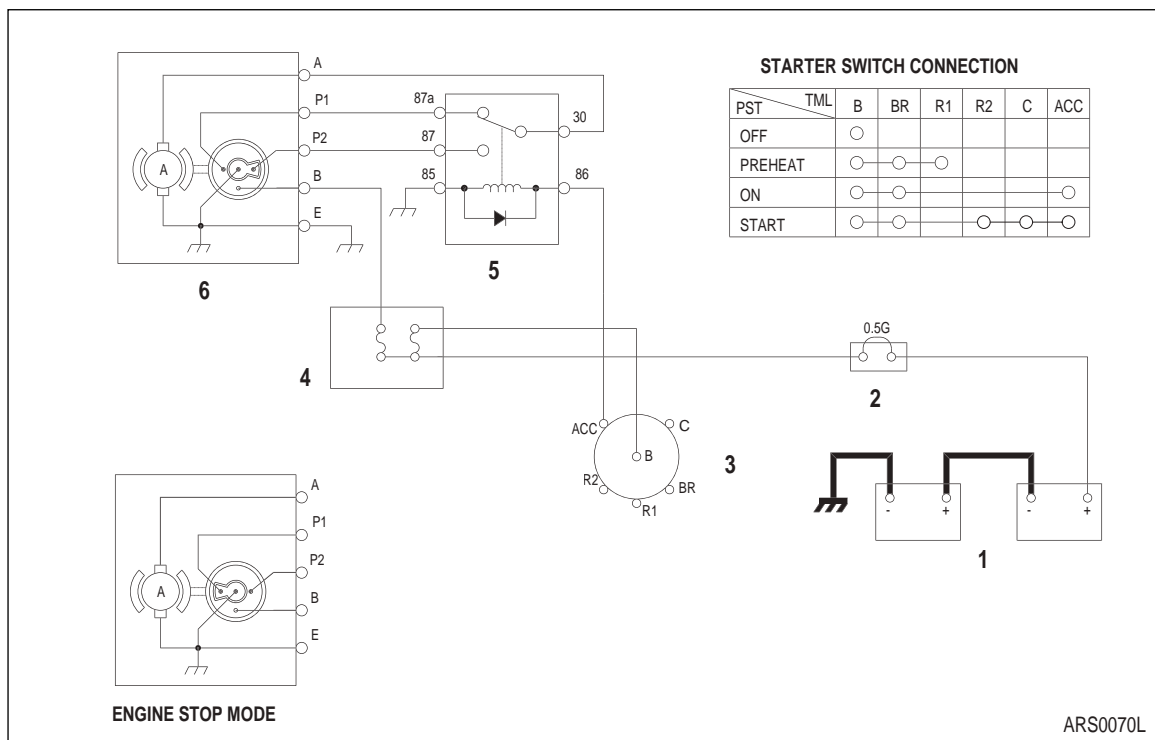 STARTER SWITCH CONNECTION
PST TML B BR R1 R2 C ACC
OFF
PREHEAT
ON
START
A
P1
P2
B
E
A
6
87a
87
85
30
86
5
4
0.5G
2
ACC
C
B
R2
BR
R1
3
-
+
-
+
1
A
P1
P2
B
E
A
ENGINE STOP MODE
ARS0070L